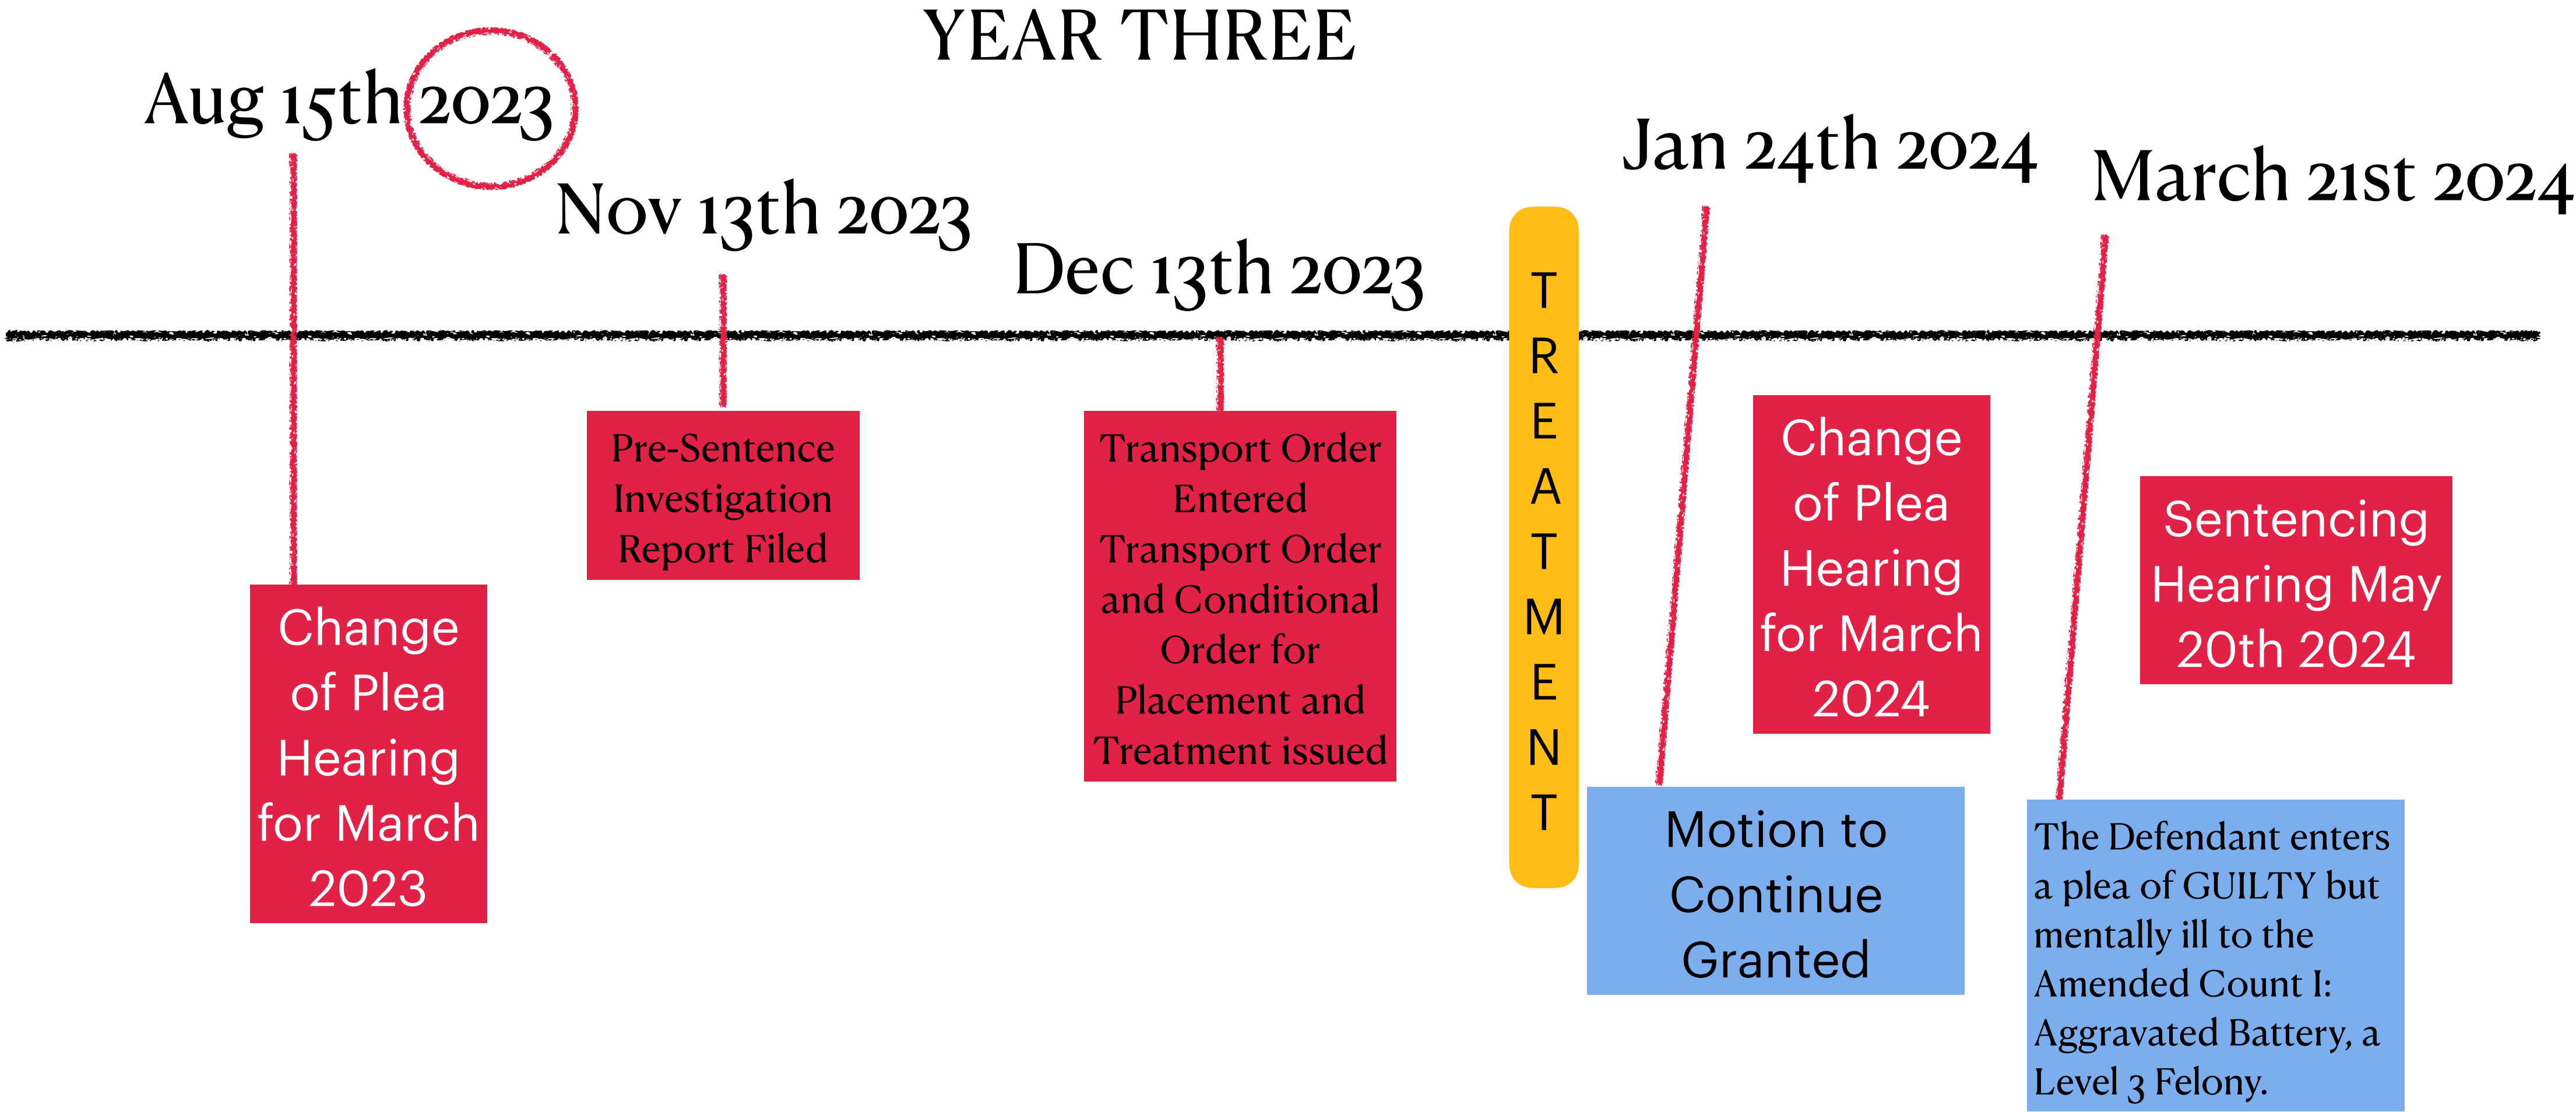 YEAR THREE
Aug 15th 2023
Nov 13th 2023
Dec 13th 2023
Jan 24th 2024
March 21st 2024
Change
of Plea
Hearing
for March
2023
Pre-Sentence
Investigation
Report Filed
Transport Order
Entered
Transport Order
and Conditional
Order for
Placement and
Treatment issued
T
R
E
A
T
M
E
N
T
Change
of Plea
Hearing
for March
2024
Motion to
Continue
Granted
Sentencing
Hearing May
20th 2024
The Defendant enters
a plea of GUILTY but
mentally ill to the
Amended Count I:
Aggravated Battery, a
Level 3 Felony.